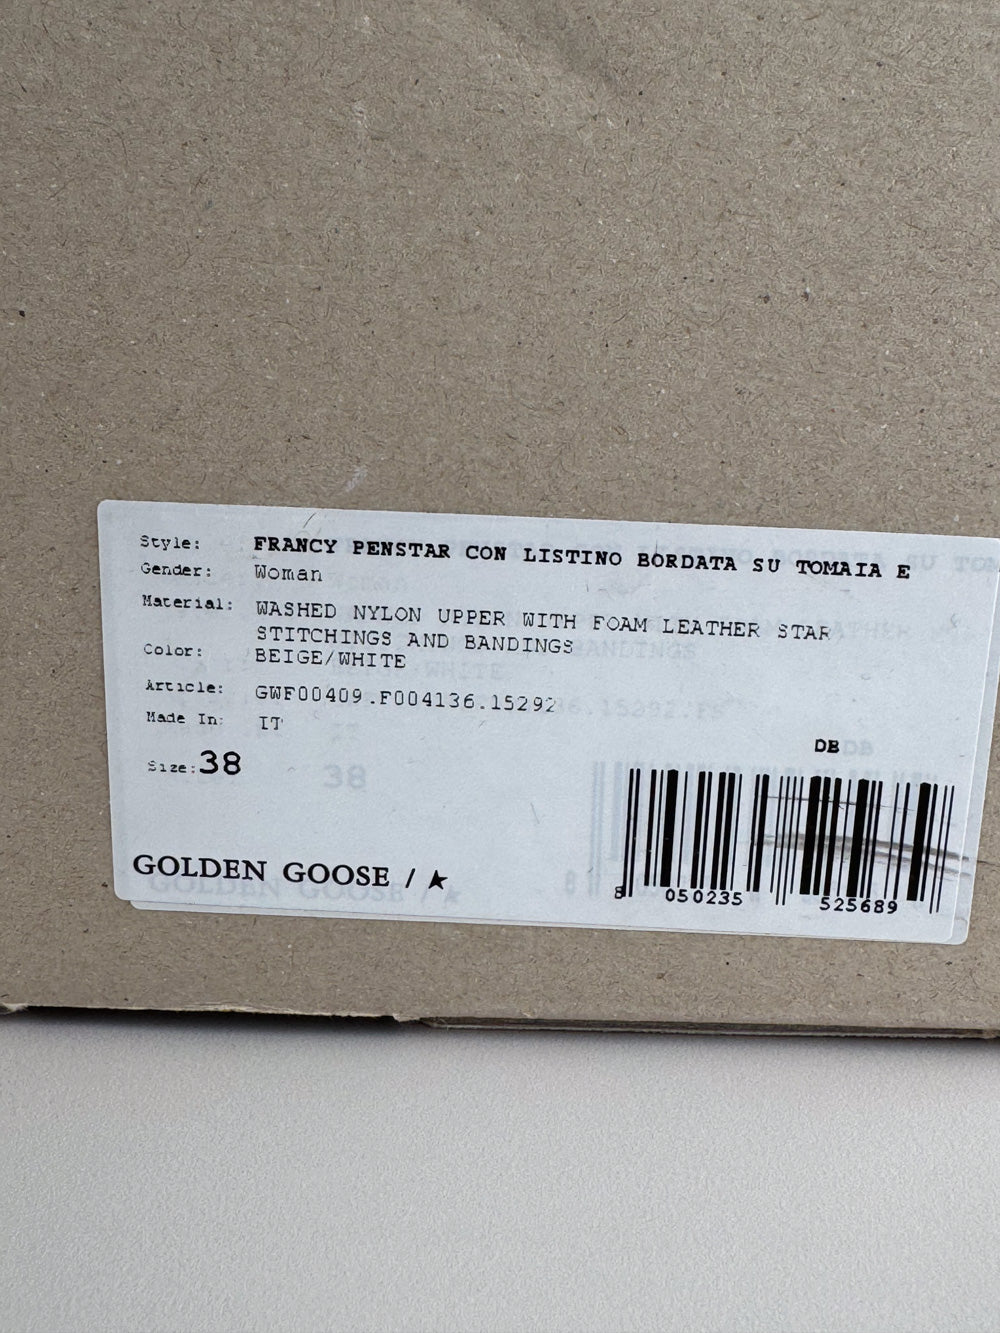 Style: FRANCY PENSTAR CON LISTINO BORDATA SU TOMAIA E
Gender: Woman
Material: WASHED NYLON UPPER WITH FOAM LEATHER STAR
STITCHINGS AND BANDINGS
Color: BEIGE/WHITE
Article: GWF00409.F004136.15292
Made In: IT
DB
Size: 38
GOLDEN GOOSE / ★
8 050235 525689